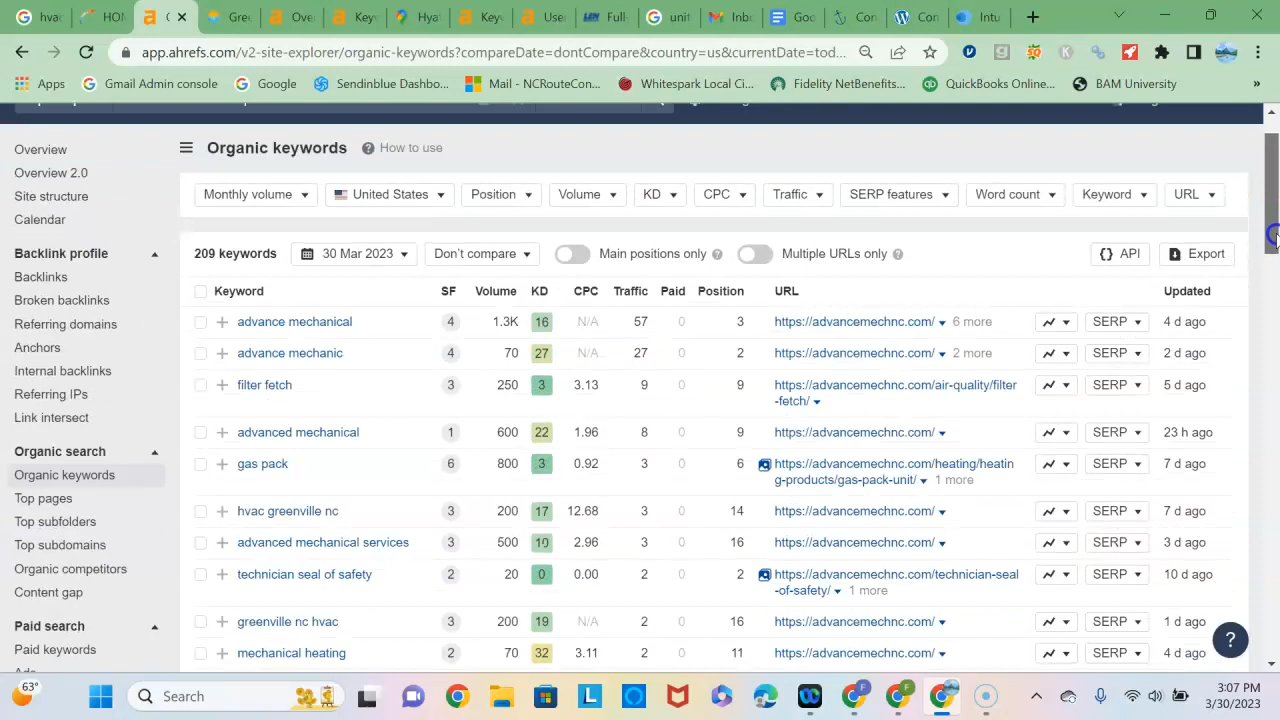 hvac
HOI
O
Gree
Ove
Key
Hya
Key
User
LEN Full
unit
Inb
Goo
Con
Con
Intu
app.ahrefs.com/v2-site-explorer/organic-keywords?compareDate=dontCompare&country=us&currentDate=tod...
Apps
Gmail Admin console
Google
Sendinblue Dashboard
Mail - NCRouteCon...
Whitespark Local Ci...
Fidelity NetBenefits...
QuickBooks Online
BAM University
»
Organic keywords
How to use
Monthly volume
United States
Position
Volume
KD
CPC
Traffic
SERP features
Word count
Keyword
URL
209 keywords
30 Mar 2023
Don't compare
Main positions only
Multiple URLs only
API
Export
Keyword SF Volume KD CPC Traffic Paid Position URL Updated
advance mechanical 4 1.3K 16 N/A 57 0 3 https://advancemechnc.com/ 6 more SERP 4 d ago
advance mechanic 4 70 27 N/A 27 0 2 https://advancemechnc.com/ 2 more SERP 2 d ago
filter fetch 3 250 3 3.13 9 0 9 https://advancemechnc.com/air-quality/filter SERP 5 d ago
-fetch/
advanced mechanical 1 600 22 1.96 8 0 9 https://advancemechnc.com/ SERP 23 h ago
gas pack 6 800 3 0.92 3 0 6 https://advancemechnc.com/heating/heatin SERP 7 d ago
g-products/gas-pack-unit/ 1 more
hvac greenville nc 3 200 17 12.68 3 0 14 https://advancemechnc.com/ SERP 7 d ago
advanced mechanical services 3 500 19 2.96 3 0 16 https://advancemechnc.com/ SERP 3 d ago
technician seal of safety 2 20 0 0.00 2 0 2 https://advancemechnc.com/technician-seal SERP 10 d ago
-of-safety/ 1 more
greenville nc hvac 3 200 19 N/A 2 0 16 https://advancemechnc.com/ SERP 1 d ago
mechanical heating 2 70 32 3.11 2 0 11 https://advancemechnc.com/ SERP 4 d ago
Overview
Overview 2.0
Site structure
Calendar
Backlink profile
Backlinks
Broken backlinks
Referring domains
Anchors
Internal backlinks
Referring IPs
Link intersect
Organic search
Organic keywords
Top pages
Top subfolders
Top subdomains
Organic competitors
Content gap
Paid search
Paid keywords
?
63°
Search
3:07 PM
3/30/2023